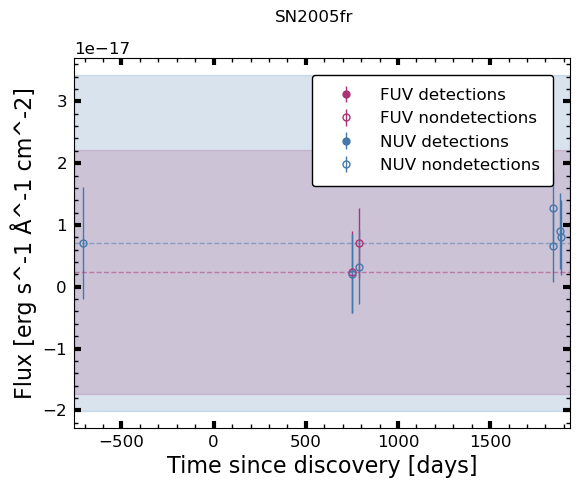 SN2005fr
1e−17
FUV detections
FUV nondetections
NUV detections
NUV nondetections
3
2
1
0
−1
−2
Flux [erg s^-1 Å^-1 cm^-2]
−500 0 500 1000 1500
Time since discovery [days]